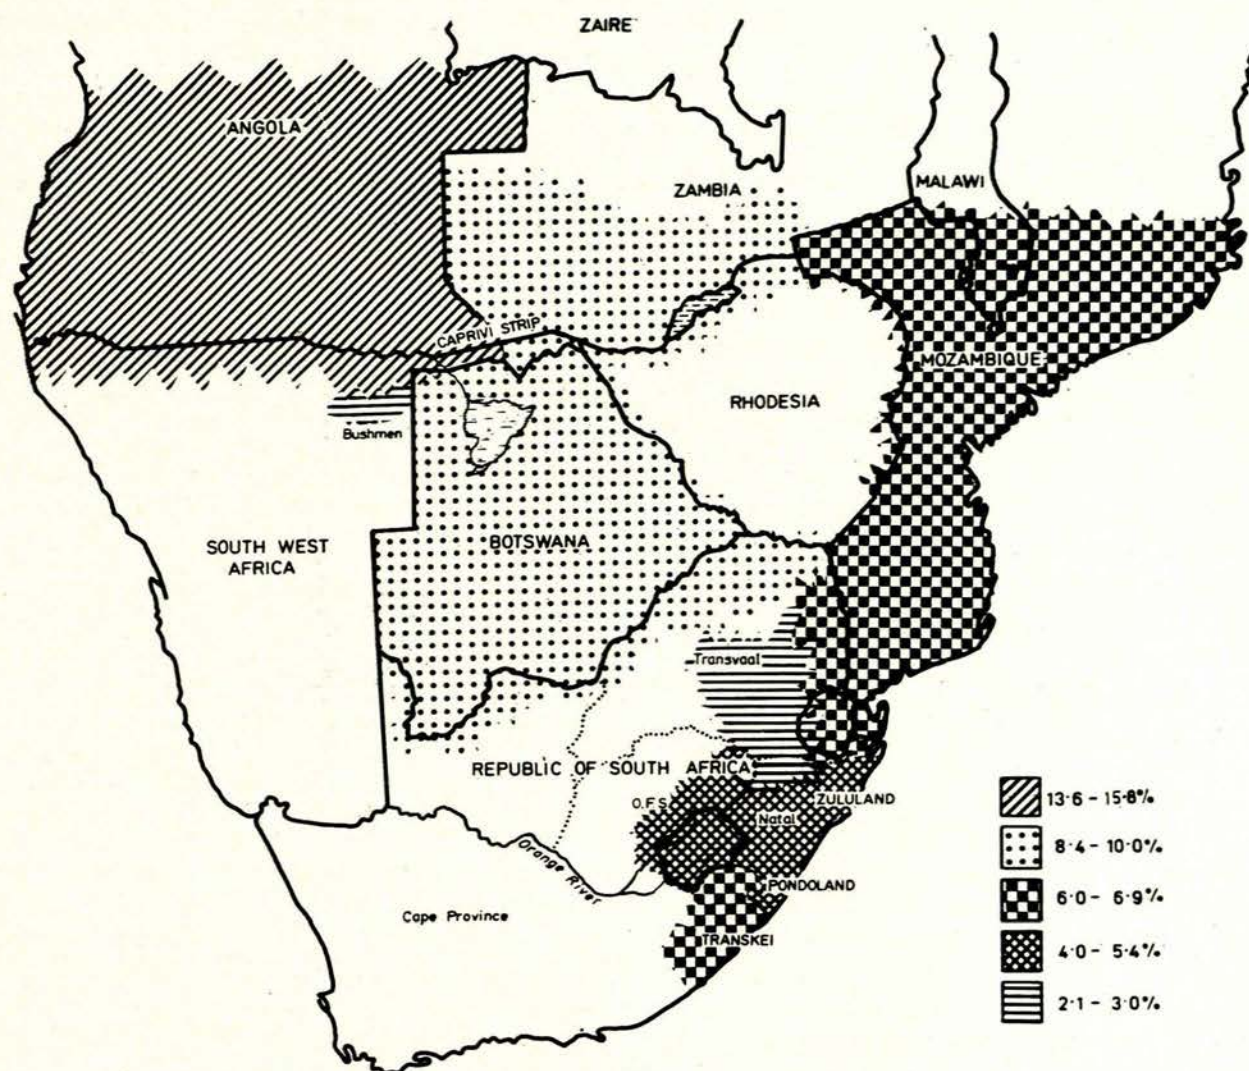 ZAIRE
ANGOLA
ZAMBIA
MALAWI
CAPRIVI STRIP
MOZAMBIQUE
RHODESIA
Bushmen
SOUTH WEST
AFRICA
BOTSWANA
Transvaal
REPUBLIC OF SOUTH AFRICA
O.F.S.
ZULULAND
Natal
Orange River
PONDOLAND
Cape Province
TRANSKEI
13·6 - 15·8%
8·4 - 10·0%
6·0 - 6·9%
4·0 - 5·4%
2·1 - 3·0%